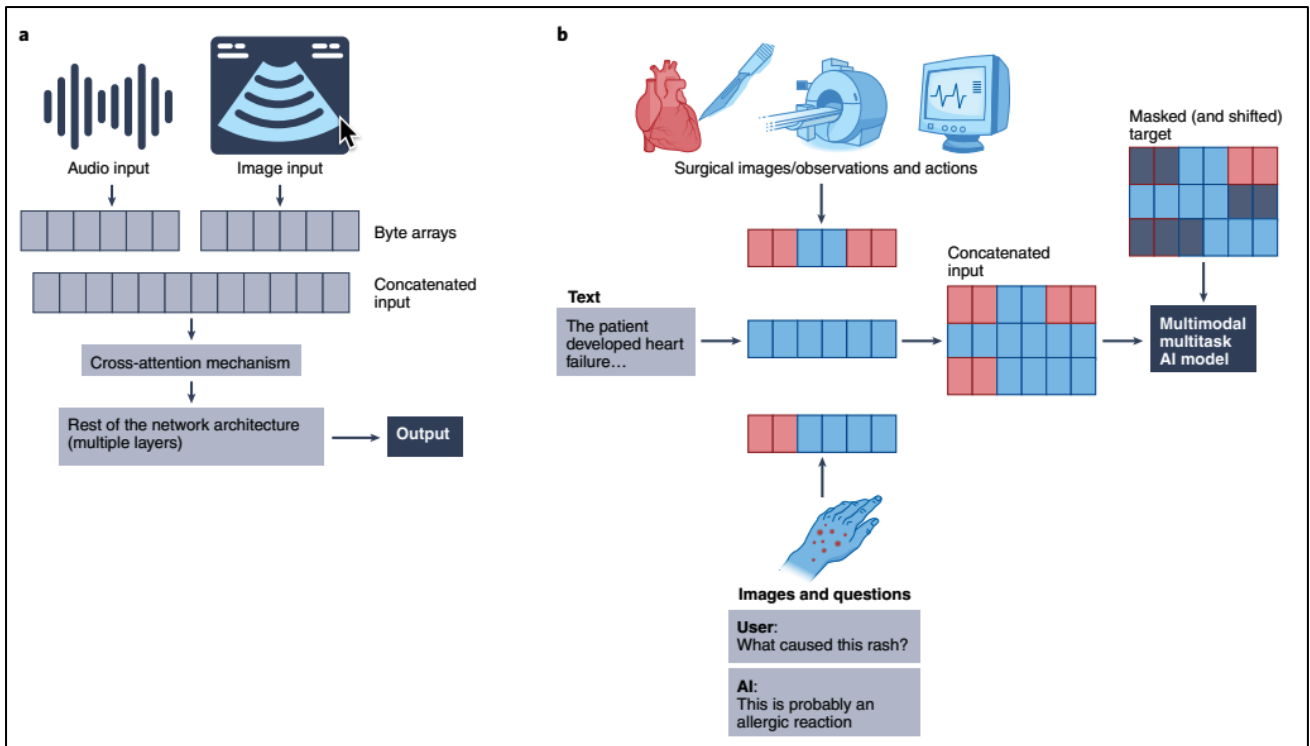 a
Audio input
Image input
Byte arrays
Concatenated
input
Cross-attention mechanism
Rest of the network architecture
(multiple layers)
Output
b
Surgical images/observations and actions
Masked (and shifted)
target
Text
The patient
developed heart
failure…
Concatenated
input
Multimodal
multitask
AI model
Images and questions
User:
What caused this rash?
AI:
This is probably an
allergic reaction